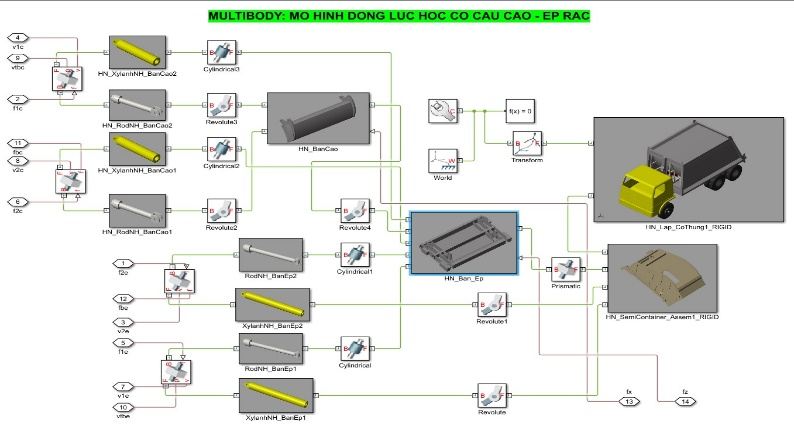 MULTIBODY: MO HINH DONG LUC HOC CO CAU CAO - EP RAC
4
v1c
9
vtbc
2
f1c
HN_XylanhNH_BanCao2
Cylindrical3
HN_RodNH_BanCao2
Revolute3
HN_BanCao
11
fbc
8
v2c
6
f2c
HN_XylanhNH_BanCao1
Cylindrical2
HN_RodNH_BanCao1
Revolute2
Revolute4
C
f(x) = 0
W
World
Transform
HN_Lap_CoThung1_RIGID
HN_Ban_Ep
Prismatic
HN_SemiContainer_Assem1_RIGID
1
f2e
12
fbe
3
v2e
RodNH_BanEp2
Cylindrical1
XylanhNH_BanEp2
Revolute1
5
f1e
7
v1e
10
vtbe
RodNH_BanEp1
Cylindrical
XylanhNH_BanEp1
Revolute
fx
13
fz
14